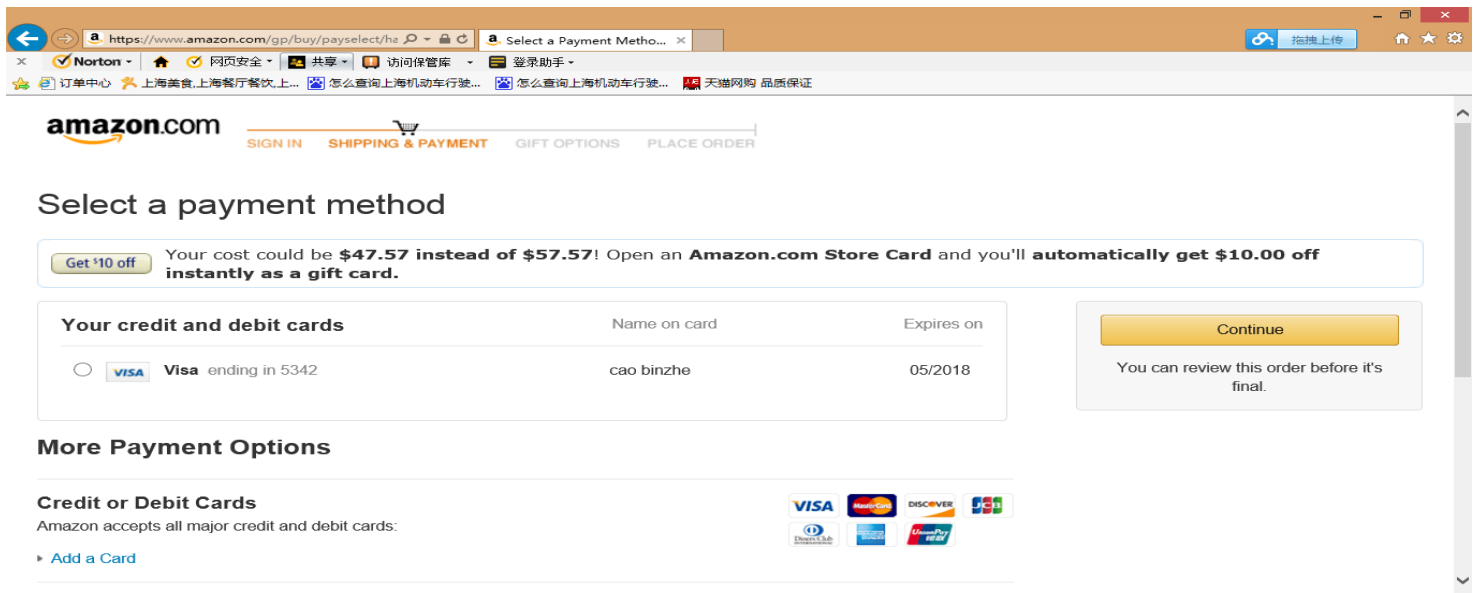 https://www.amazon.com/gp/buy/payselect/ha
Select a Payment Metho...
拖拽上传
Norton
网页安全
共享
访问保管库
登录助手
订单中心
上海美食,上海餐厅餐饮,上...
怎么查询上海机动车行驶...
怎么查询上海机动车行驶...
天猫网购 品质保证
amazon.com
SIGN IN SHIPPING & PAYMENT GIFT OPTIONS PLACE ORDER
Select a payment method
Get $10 off
Your cost could be $47.57 instead of $57.57! Open an Amazon.com Store Card and you'll automatically get $10.00 off
instantly as a gift card.
Your credit and debit cards Name on card Expires on
VISA Visa ending in 5342 cao binzhe 05/2018
Continue
You can review this order before it's
final.
More Payment Options
Credit or Debit Cards
Amazon accepts all major credit and debit cards:
Add a Card
VISA MasterCard DISCOVER JCB
Diners Club UnionPay